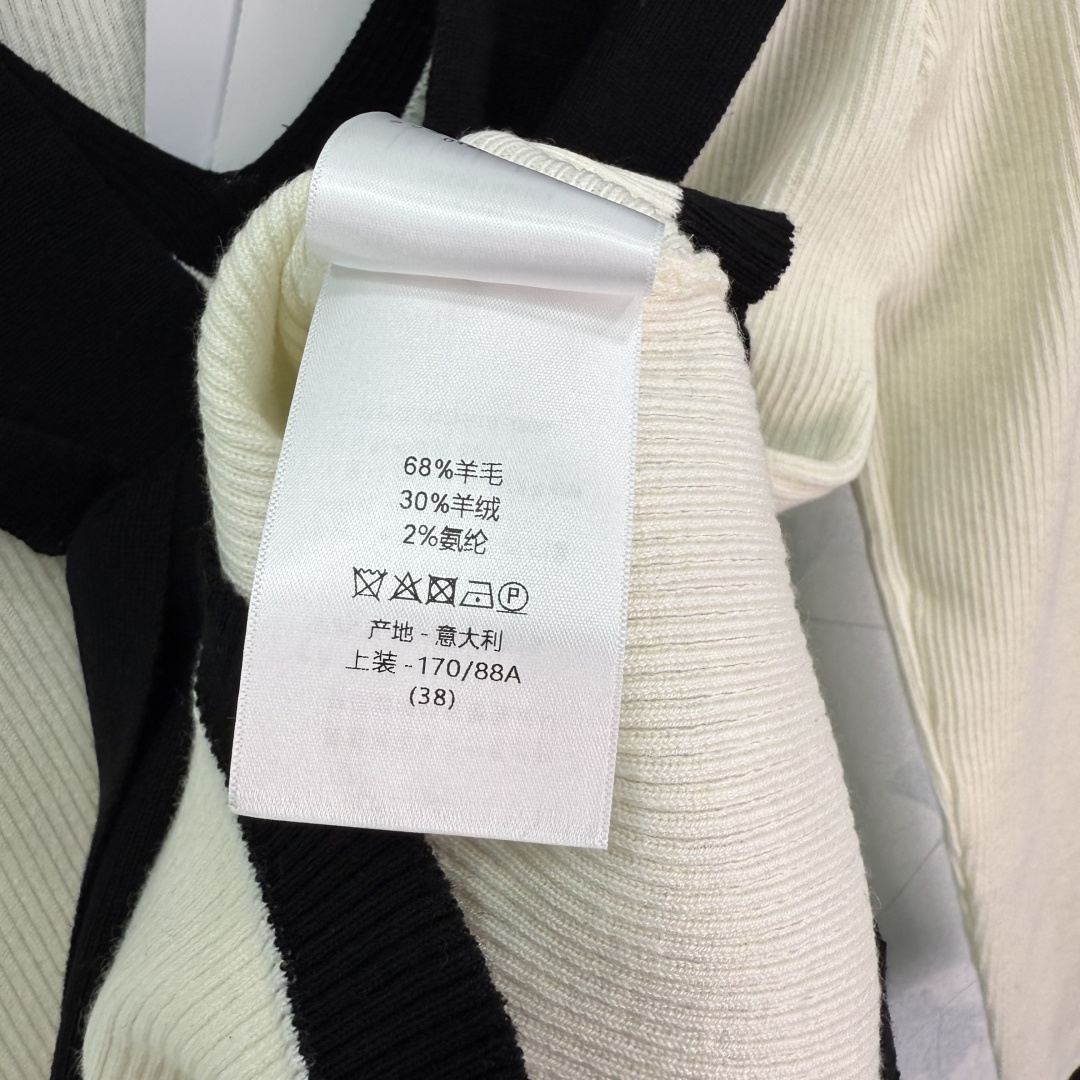 68%羊毛
30%羊绒
2%氨纶
P
产地 - 意大利
上装 -170/88A
(38)